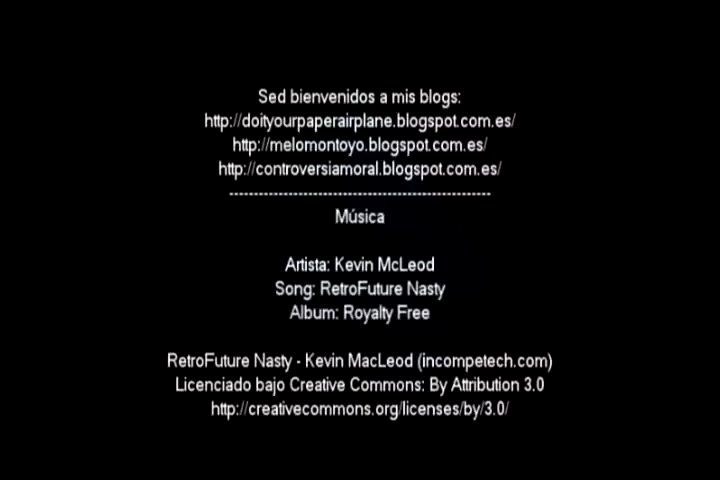 Sed bienvenidos a mis blogs:
http://doityourpaperairplane.blogspot.com.es/
http://melomontoyo.blogspot.com.es/
http://controversiamoral.blogspot.com.es/
------------------------------------------------------
Música
Artista: Kevin McLeod
Song: RetroFuture Nasty
Album: Royalty Free
RetroFuture Nasty - Kevin MacLeod (incompetech.com)
Licenciado bajo Creative Commons: By Attribution 3.0
http://creativecommons.org/licenses/by/3.0/